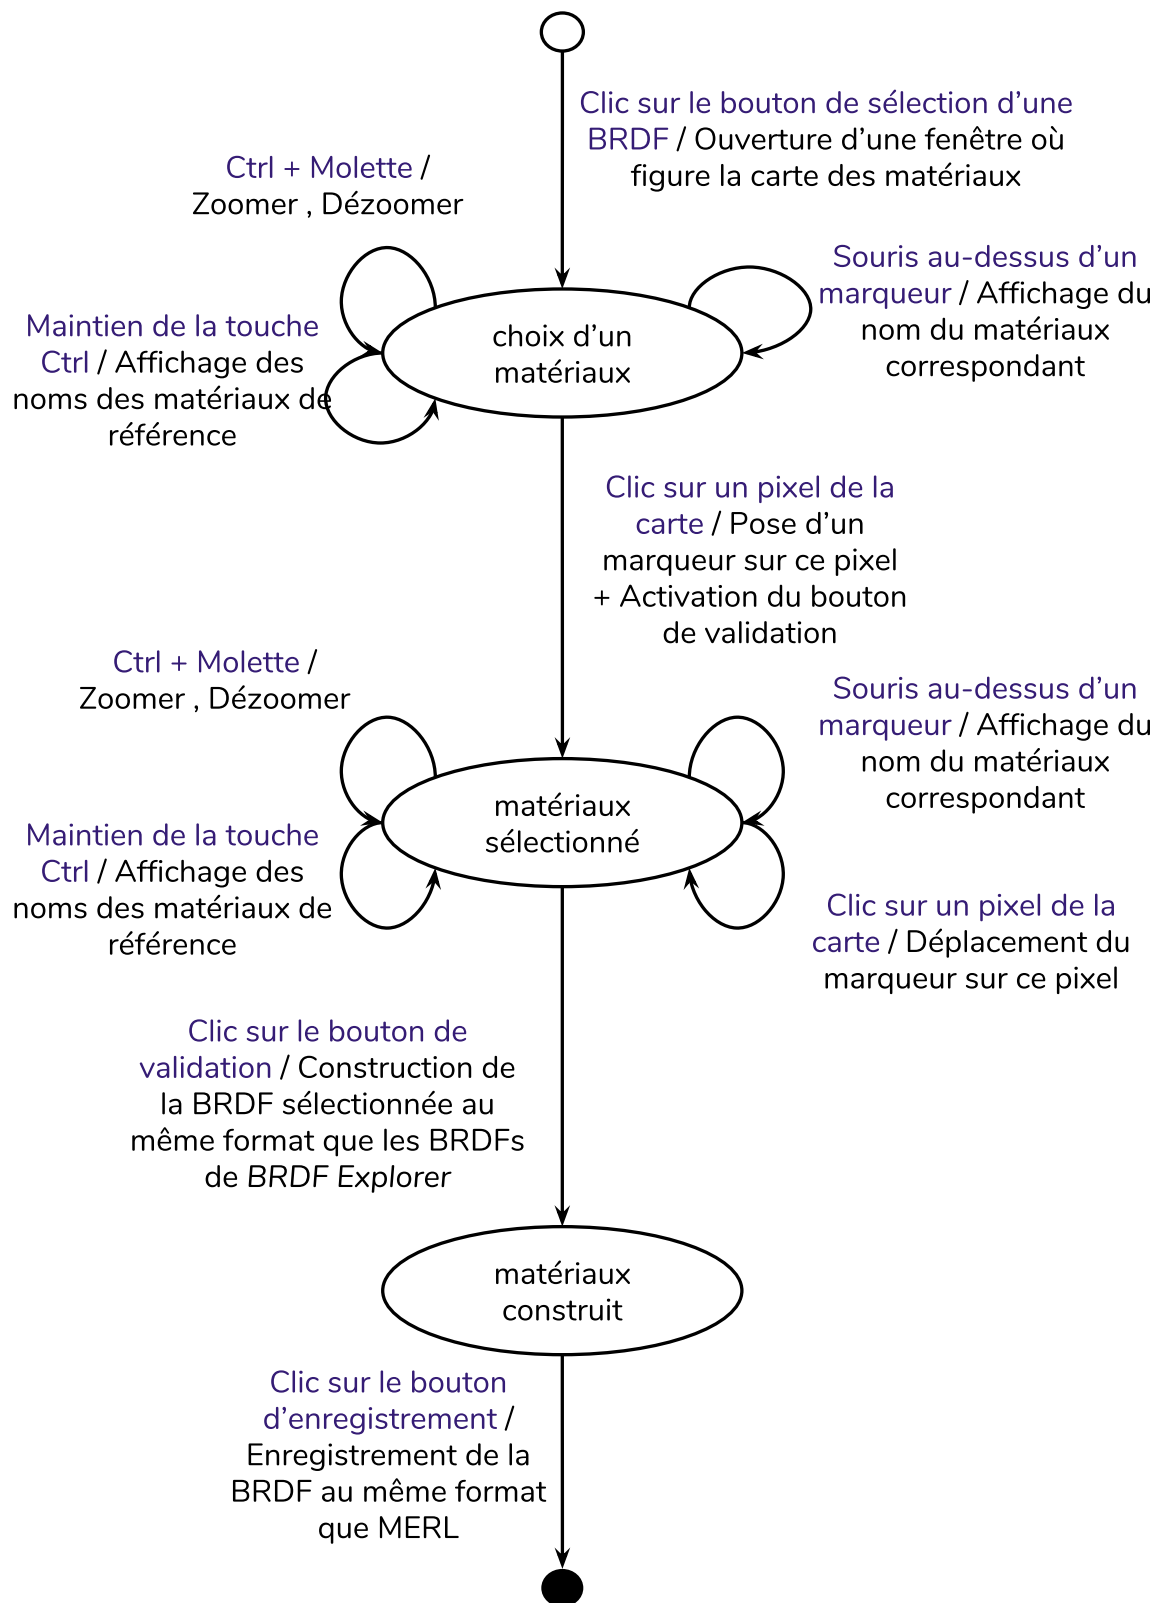 Clic sur le bouton de sélection d’une
BRDF / Ouverture d’une fenêtre où
figure la carte des matériaux
Ctrl + Molette /
Zoomer , Dézoomer
Souris au-dessus d’un
marqueur / Affichage du
nom du matériaux
correspondant
Maintien de la touche
Ctrl / Affichage des
noms des matériaux de
référence
choix d’un
matériaux
Clic sur un pixel de la
carte / Pose d’un
marqueur sur ce pixel
+ Activation du bouton
de validation
Ctrl + Molette /
Zoomer , Dézoomer
Souris au-dessus d’un
marqueur / Affichage du
nom du matériaux
correspondant
matériaux
sélectionné
Maintien de la touche
Ctrl / Affichage des
noms des matériaux de
référence
Clic sur un pixel de la
carte / Déplacement du
marqueur sur ce pixel
Clic sur le bouton de
validation / Construction de
la BRDF sélectionnée au
même format que les BRDFs
de BRDF Explorer
matériaux
construit
Clic sur le bouton
d’enregistrement /
Enregistrement de la
BRDF au même format
que MERL